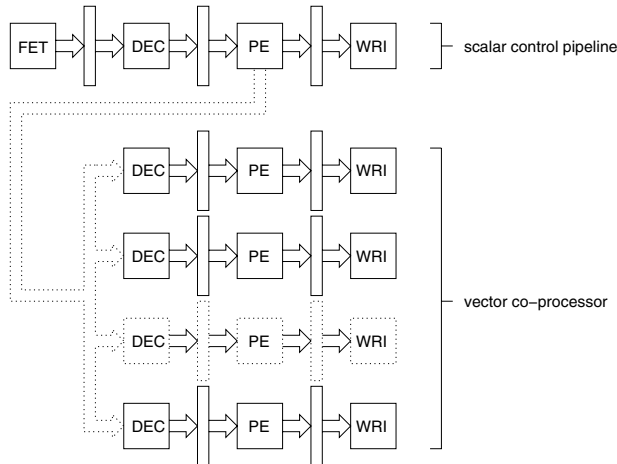 FET DEC PE WRI scalar control pipeline
DEC PE WRI
DEC PE WRI
vector co-processor
DEC PE WRI
DEC PE WRI